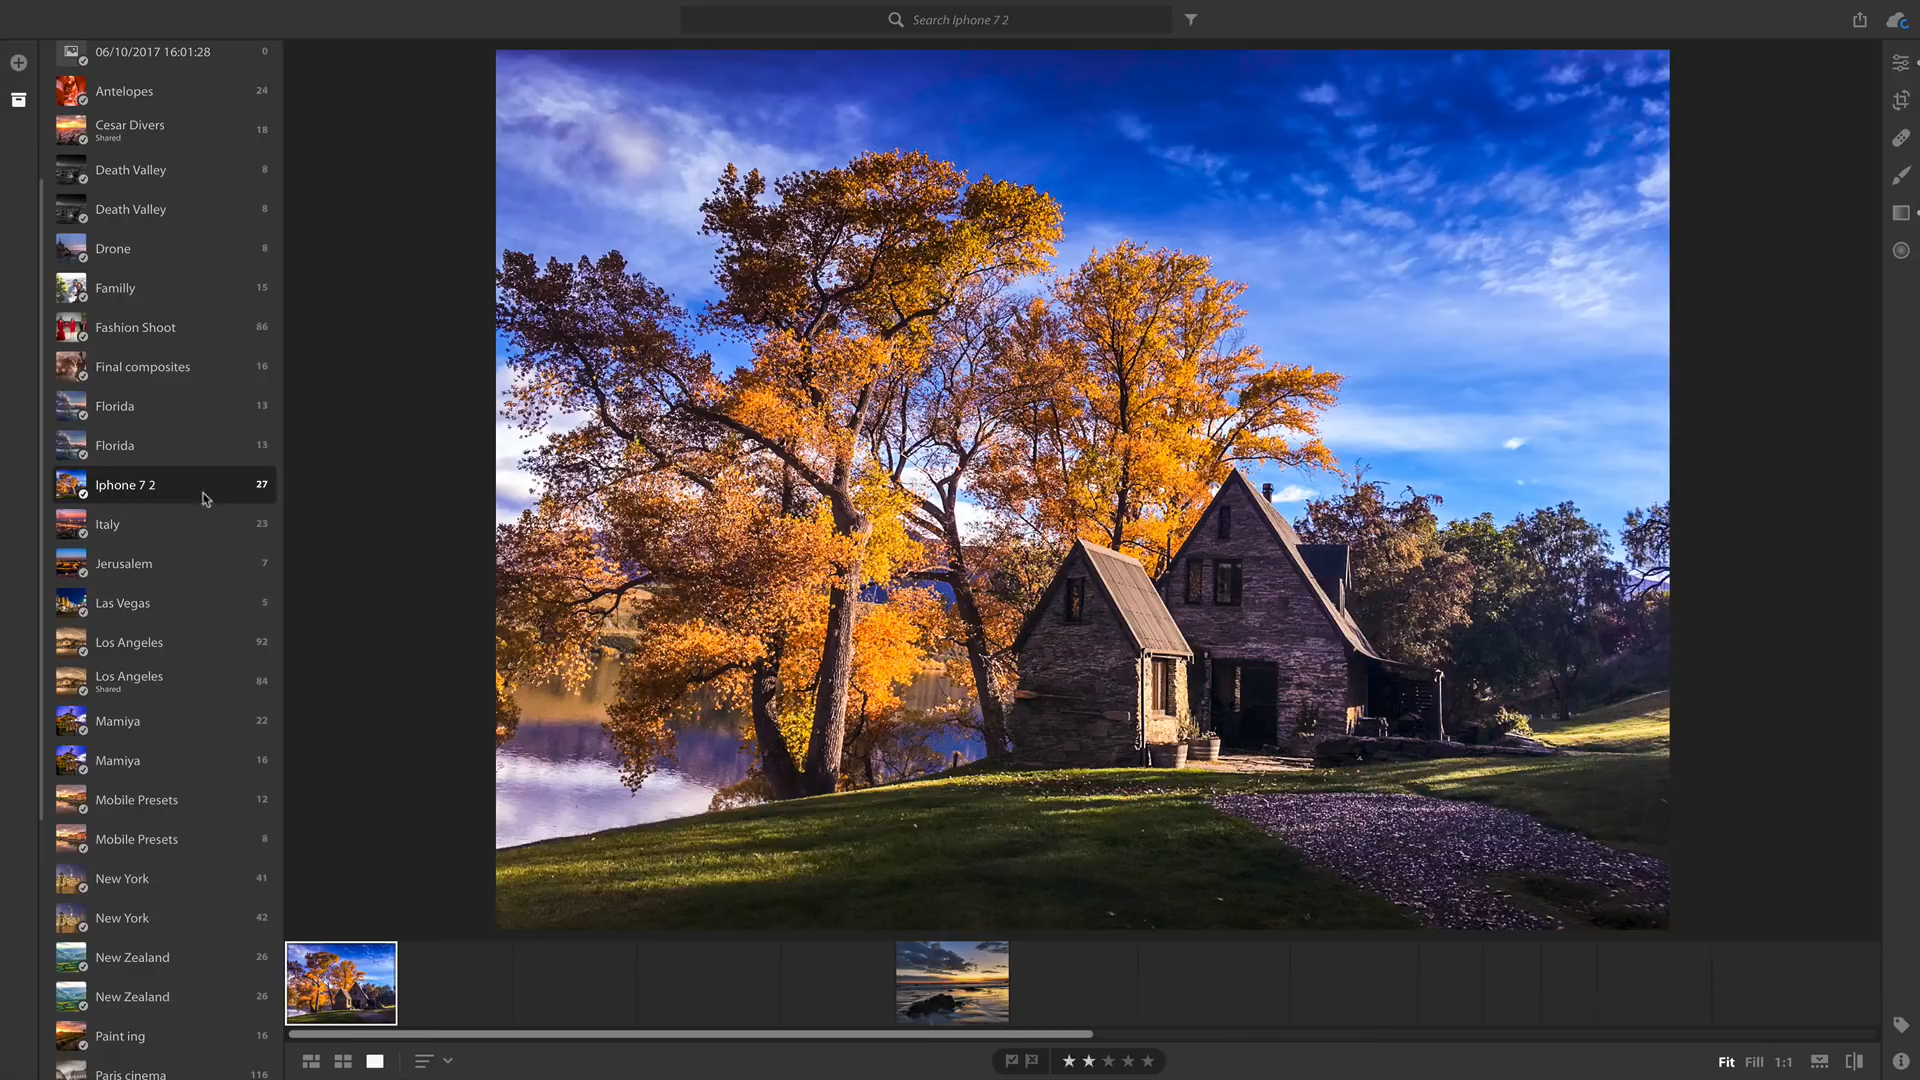 Search Iphone 7 2
06/10/2017 16:01:28 0
Antelopes 24
Cesar Divers 18
Shared
Death Valley 8
Death Valley 8
Drone 8
Familly 15
Fashion Shoot 86
Final composites 16
Florida 13
Florida 13
Iphone 7 2 27
Italy 23
Jerusalem 7
Las Vegas 5
Los Angeles 92
Los Angeles 84
Shared
Mamiya 22
Mamiya 16
Mobile Presets 12
Mobile Presets 8
New York 41
New York 42
New Zealand 26
New Zealand 26
Paint ing 16
Paris cinema 116
Fit Fill 1:1